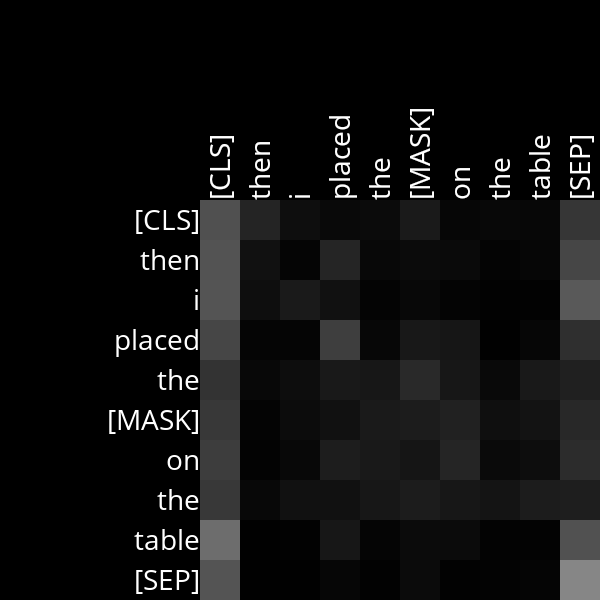 [CLS] then i placed the [MASK] on the table [SEP]
[CLS]
then
i
placed
the
[MASK]
on
the
table
[SEP]